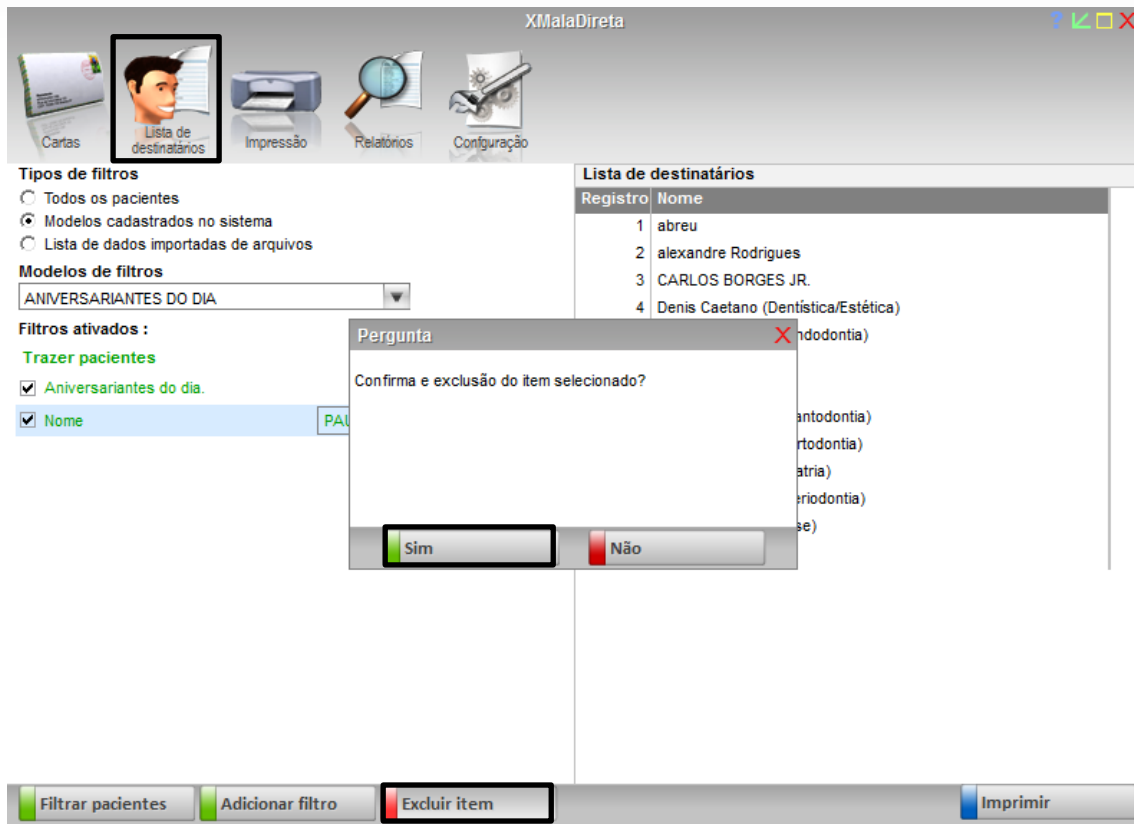 XMalaDireta
?
Cartas
Lista de
destinatários
Impressão
Relatórios
Confguração
Tipos de filtros
Todos os pacientes
Modelos cadastrados no sistema
Lista de dados importadas de arquivos
Modelos de filtros
ANIVERSARIANTES DO DIA
Filtros ativados :
Trazer pacientes
Aniversariantes do dia.
Nome PAU
Lista de destinatários
Registro Nome
1 abreu
2 alexandre Rodrigues
3 CARLOS BORGES JR.
4 Denis Caetano (Dentística/Estética)
ndodontia)
antodontia)
rtodontia)
atria)
eriodontia)
se)
Pergunta X
Confirma e exclusão do item selecionado?
Sim
Não
Filtrar pacientes
Adicionar filtro
Excluir item
Imprimir